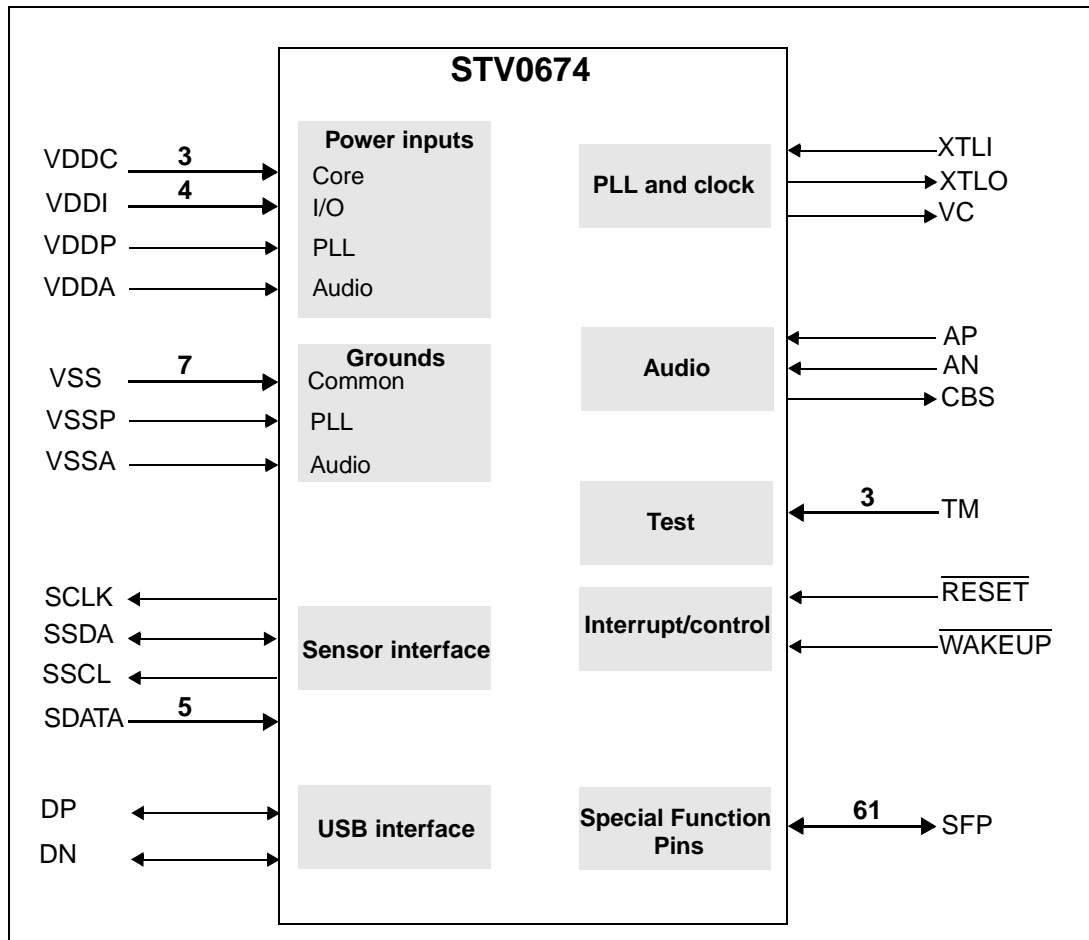 STV0674
Power inputs
VDDC 3 Core
VDDI 4 I/O
VDDP PLL
VDDA Audio
Grounds
VSS 7 Common
VSSP PLL
VSSA Audio
SCLK
SSDA
SSCL
SDATA 5
Sensor interface
DP
DN
USB interface
PLL and clock
XTLI
XTLO
VC
Audio
AP
AN
CBS
Test
3 TM
Interrupt/control
RESET
WAKEUP
Special Function
Pins
61 SFP